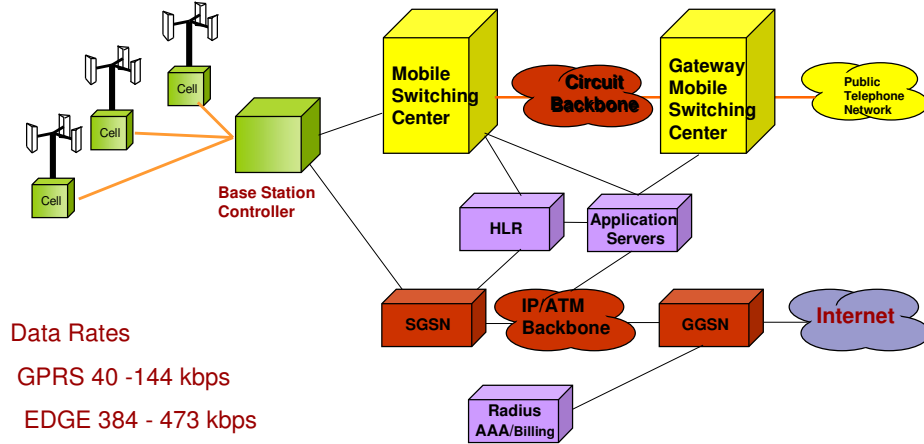 Cell
Cell
Cell
Base Station
Controller
Mobile
Switching
Center
Circuit
Backbone
Gateway
Mobile
Switching
Center
Public
Telephone
Network
HLR
Application
Servers
SGSN
IP/ATM
Backbone
GGSN
Internet
Radius
AAA/Billing
Data Rates
GPRS 40 -144 kbps
EDGE 384 - 473 kbps